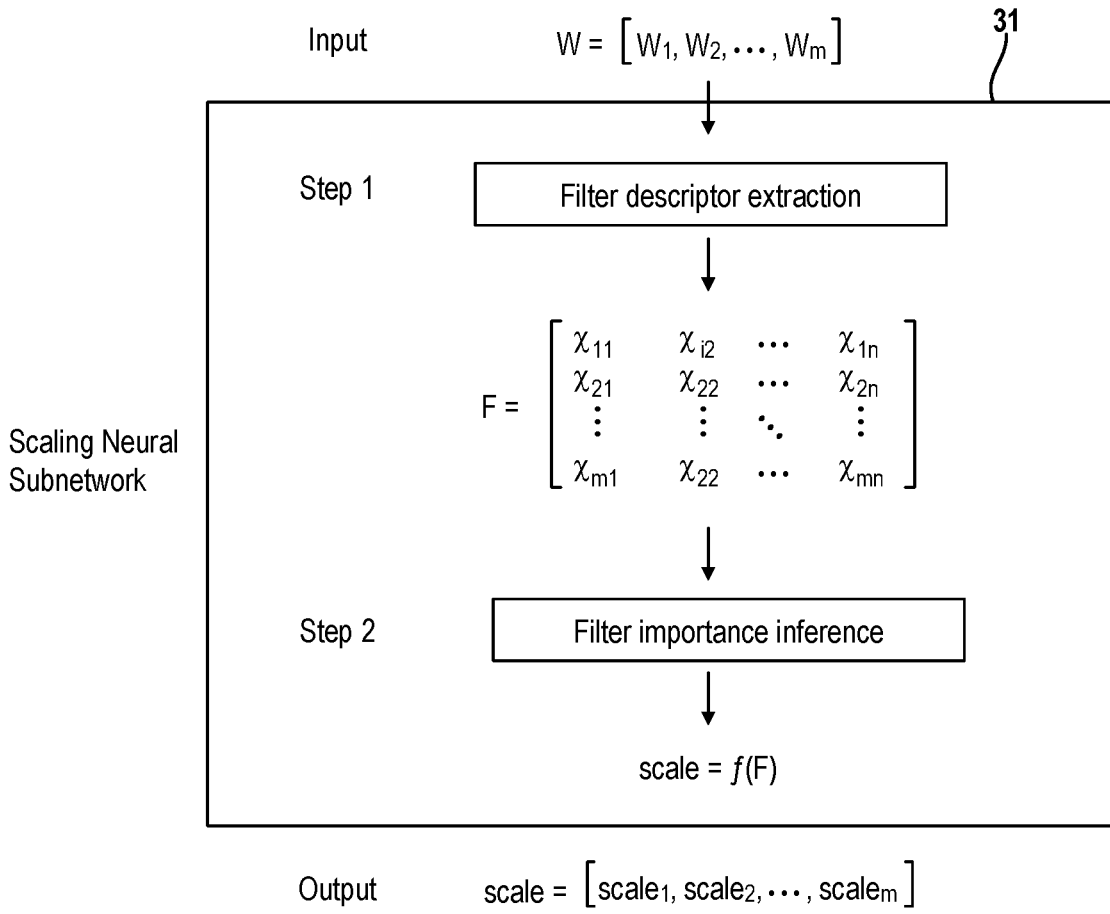 31
Input W = [W₁, W₂, ···, Wₘ]
Step 1 Filter descriptor extraction
F =
χ₁₁ χᵢ₂ ··· χ₁ₙ
χ₂₁ χ₂₂ ··· χ₂ₙ
⋮ ⋮ ⋱ ⋮
χₘ₁ χ₂₂ ··· χₘₙ
Scaling Neural
Subnetwork
Step 2 Filter importance inference
scale = ƒ(F)
Output scale = [scale₁, scale₂, ···, scaleₘ]